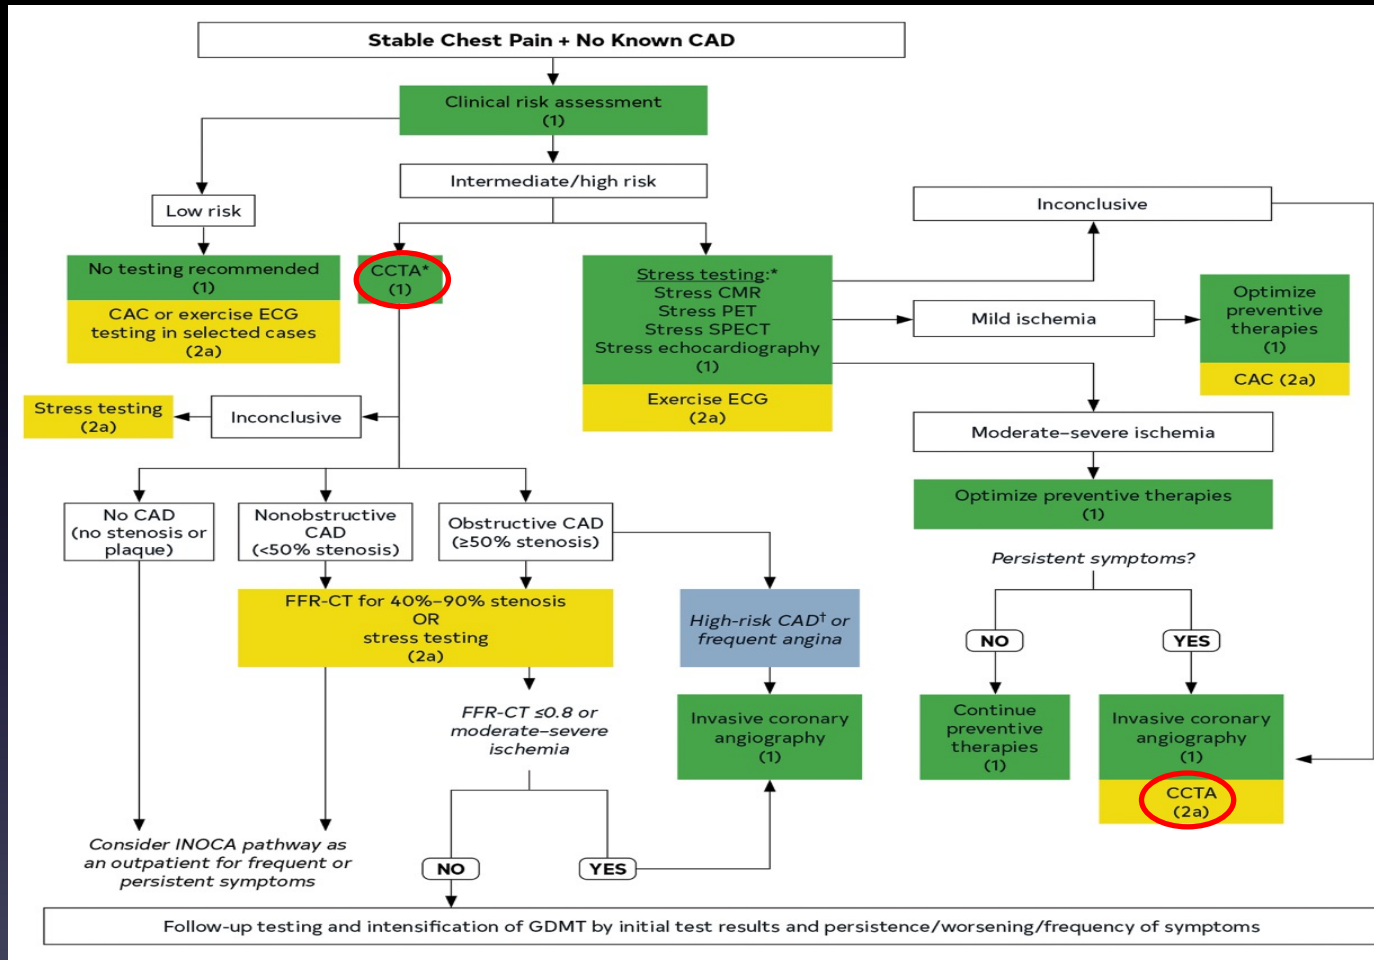 Stable Chest Pain + No Known CAD
Clinical risk assessment
(1)
Intermediate/high risk
Low risk
Inconclusive
No testing recommended
(1)
CAC or exercise ECG
testing in selected cases
(2a)
CCTA*
(1)
Stress testing:*
Stress CMR
Stress PET
Stress SPECT
Stress echocardiography
(1)
Exercise ECG
(2a)
Mild ischemia
Optimize
preventive
therapies
(1)
CAC (2a)
Stress testing
(2a)
Inconclusive
Moderate–severe ischemia
Optimize preventive therapies
(1)
No CAD
(no stenosis or
plaque)
Nonobstructive
CAD
(<50% stenosis)
Obstructive CAD
(≥50% stenosis)
Persistent symptoms?
FFR-CT for 40%–90% stenosis
OR
stress testing
(2a)
High-risk CAD† or
frequent angina
NO
YES
FFR-CT ≤0.8 or
moderate–severe
ischemia
Invasive coronary
angiography
(1)
Continue
preventive
therapies
(1)
Invasive coronary
angiography
(1)
CCTA
(2a)
Consider INOCA pathway as
an outpatient for frequent or
persistent symptoms
NO
YES
Follow-up testing and intensification of GDMT by initial test results and persistence/worsening/frequency of symptoms